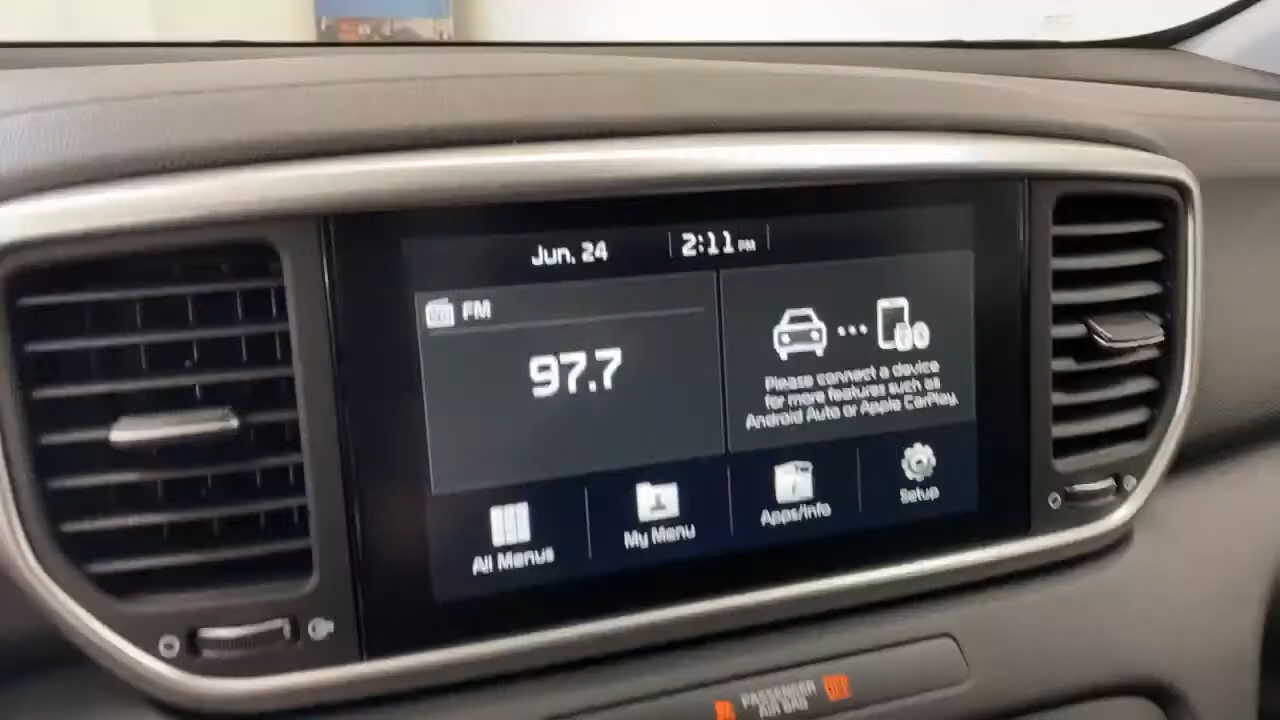 Jun. 24
2:11 PM
FM
97.7
Please connect a device
for more features such as
Android Auto or Apple CarPlay.
All Menus
My Menu
Apps/Info
Setup
PASSENGER
AIR BAG
OFF